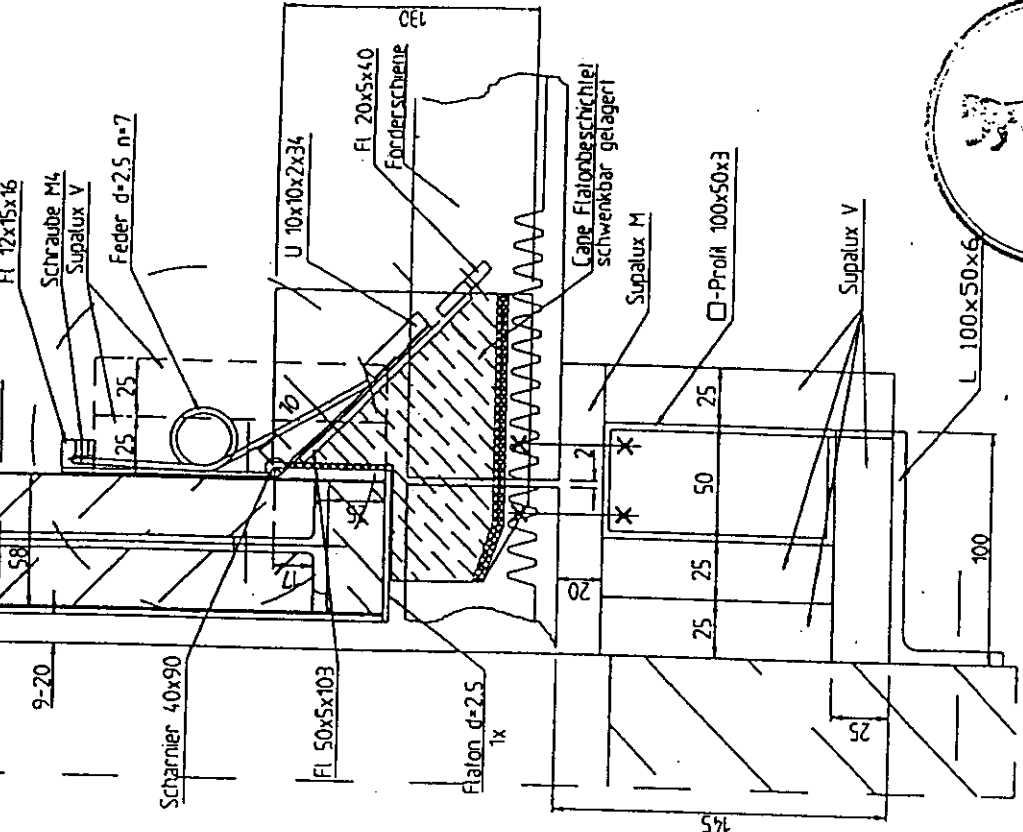 130
Fl 12x15x16
Schraube M4
Supalux V
Feder d=2.5 n=7
U 10x10x2x34
Fl 20x5x40
Forderschiene
Cape Flatonbeschichtet
schwenkbar gelagert
Supalux M
□-Profil 100x50x3
Supalux V
L 100x50x6
25
25
10
58
17
9-20
Scharnier 40x90
Fl 50x5x103
Flaton d=2.5
1x
2
20
25
50
25
25
100
25
145